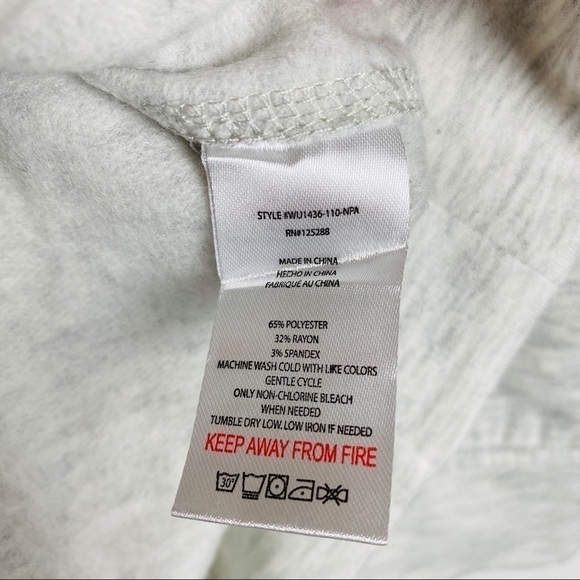 STYLE #WU1436-110-NPA
RN#125288
MADE IN CHINA
HECHO IN CHINA
FABRIQUÉ AU CHINA
65% POLYESTER
32% RAYON
3% SPANDEX
MACHINE WASH COLD WITH LIKE COLORS
GENTLE CYCLE
ONLY NON-CHLORINE BLEACH
WHEN NEEDED
TUMBLE DRY LOW. LOW IRON IF NEEDED
KEEP AWAY FROM FIRE
30°